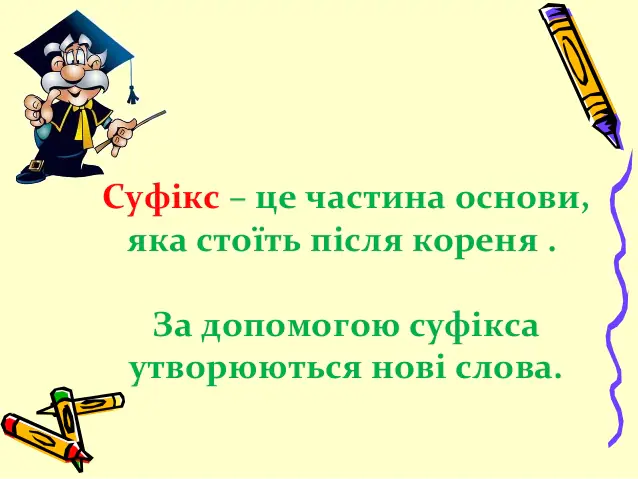 Суфікс – це частина основи,
яка стоїть після кореня .
За допомогою суфікса
утворюються нові слова.